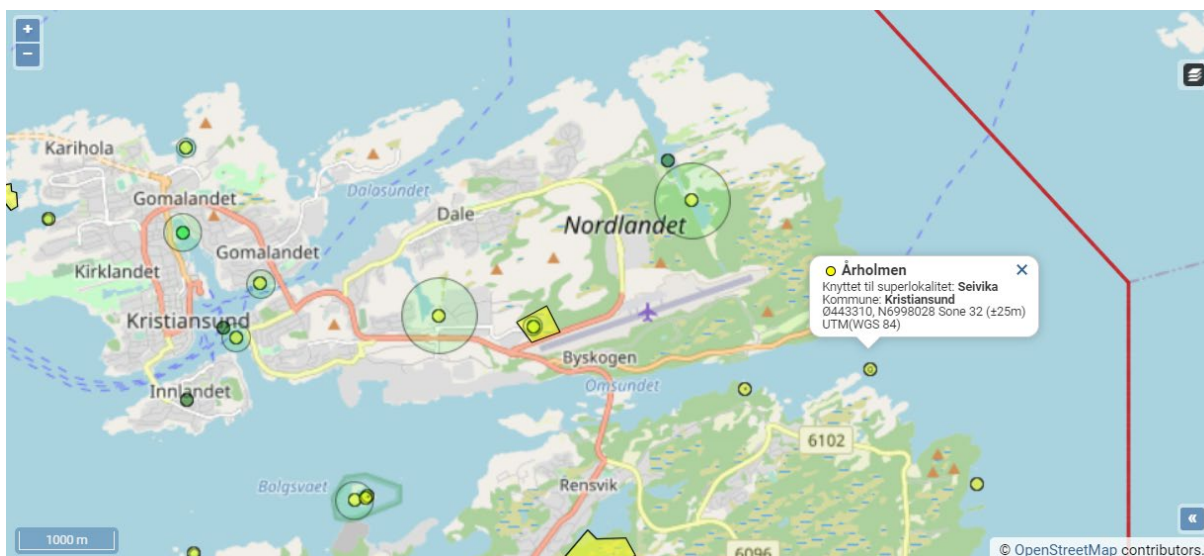 +
−
Karihola
Gomalandet
Dalasundet
Dale
Nordlandet
Gomalandet
Kirklandet
Årholmen
Knyttet til superlokalitet: Seivika
Kommune: Kristiansund
Ø443310, N6998028 Sone 32 (±25m)
UTM(WGS 84)
Kristiansund
Byskogen
Omsundet
Innlandet
6102
Bolgsvaet
Rensvik
1000 m
«
6096
© OpenStreetMap contributors